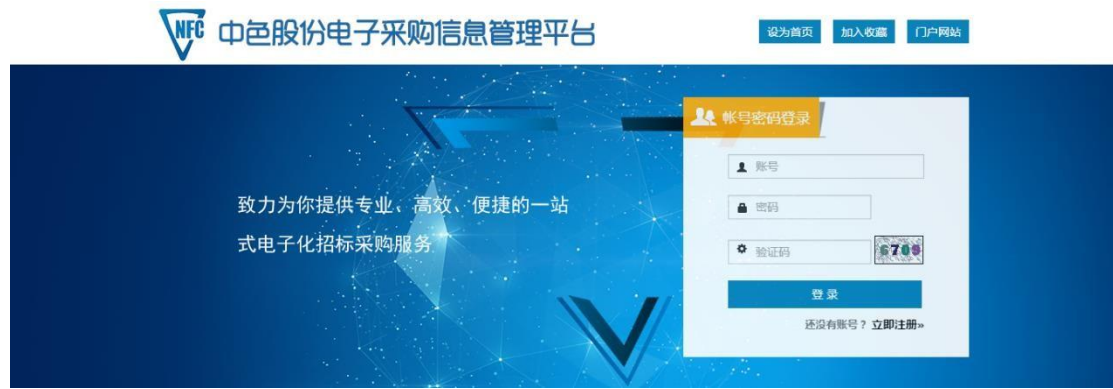 NFC 中色股份电子采购信息管理平台
设为首页 加入收藏 门户网站
帐号密码登录
账号
致力为你提供专业、高效、便捷的一站
密码
式电子化招标采购服务
验证码 6709
登录
还没有账号？立即注册»